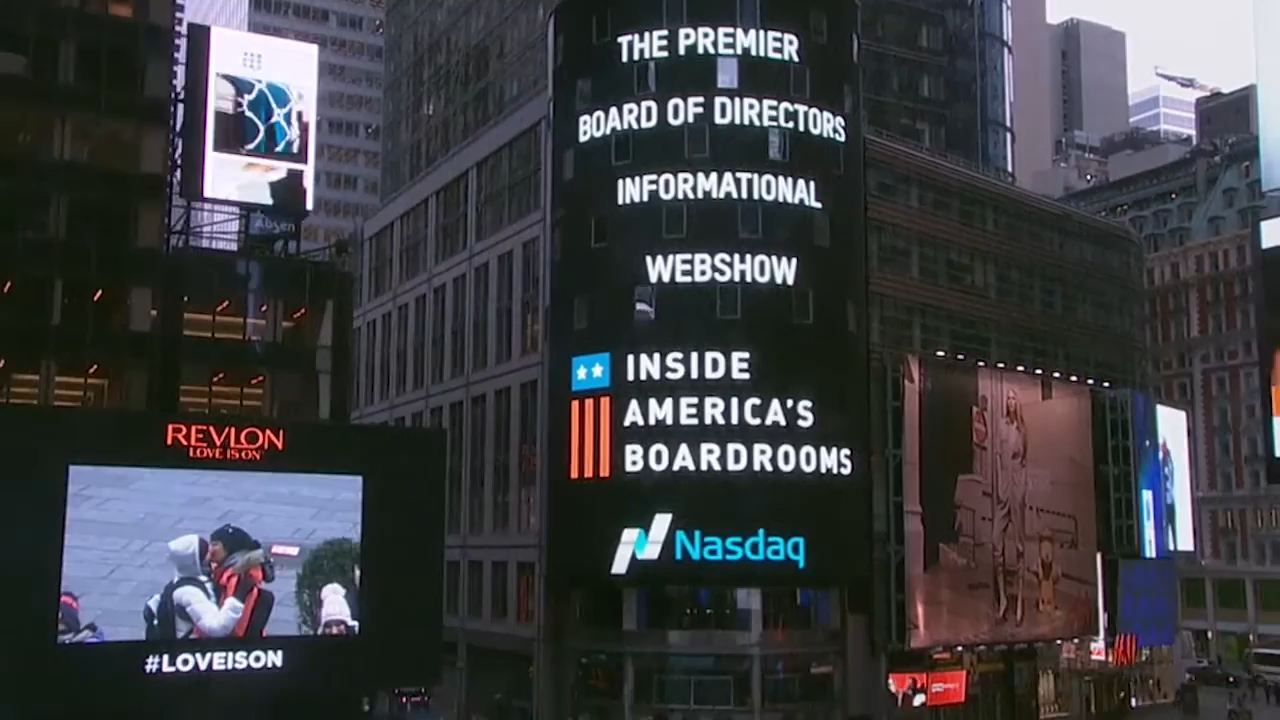 THE PREMIER
BOARD OF DIRECTORS
INFORMATIONAL
WEBSHOW
INSIDE
AMERICA'S
BOARDROOMS
Nasdaq
REVLON
LOVE IS ON
#LOVEISON